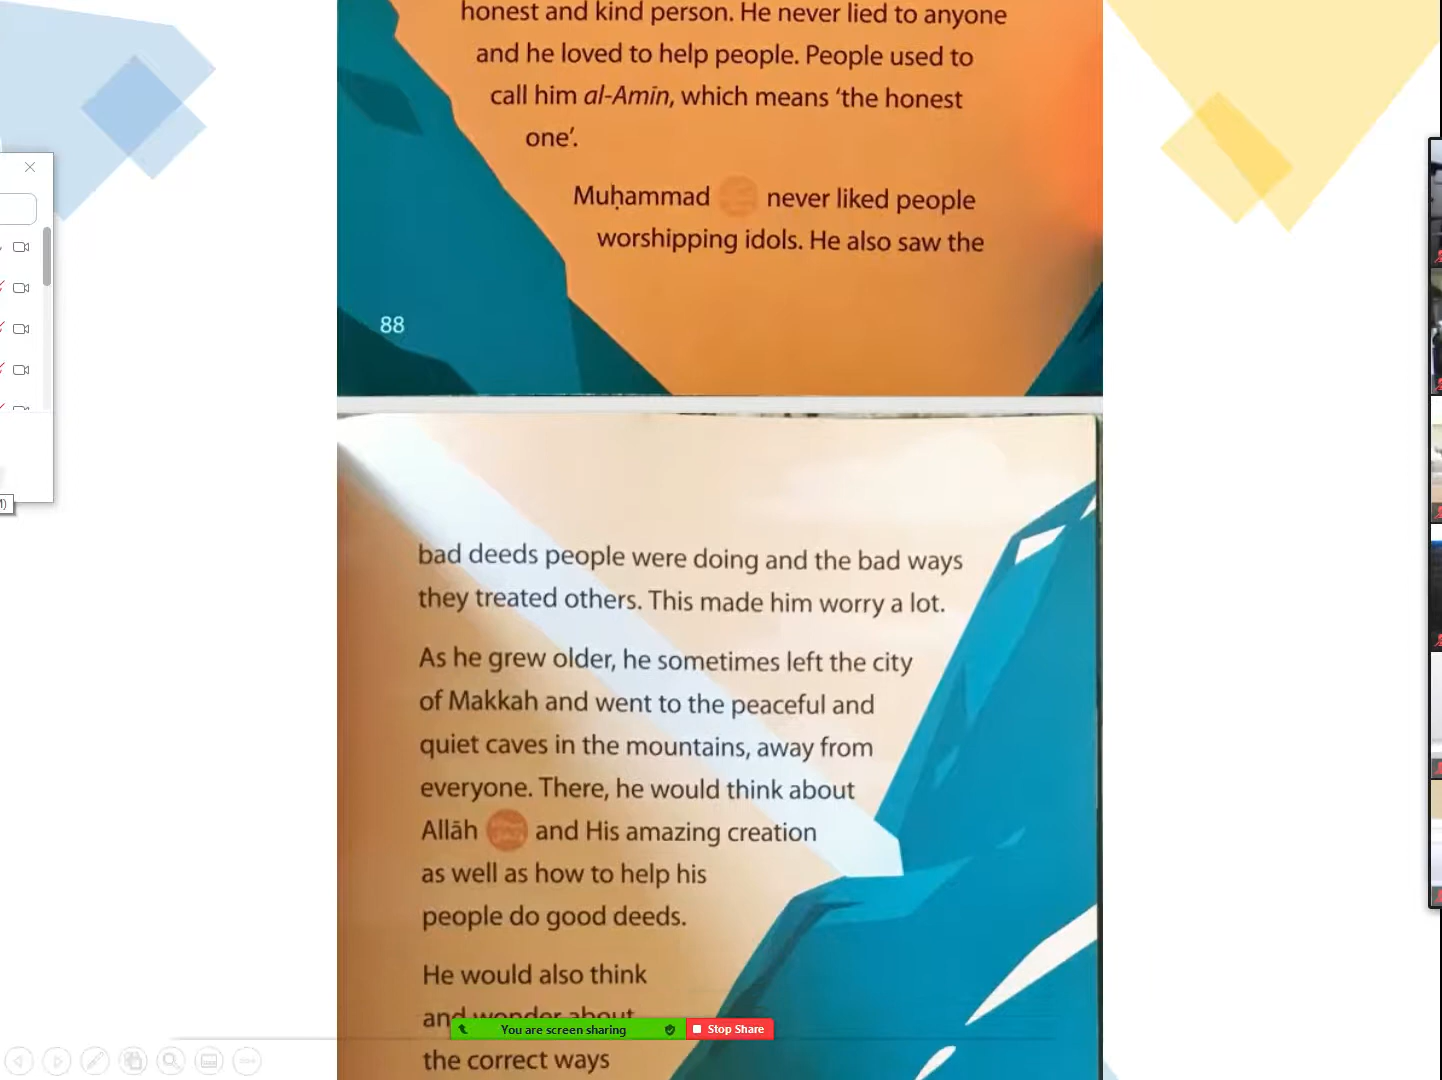 honest and kind person. He never lied to anyone
and he loved to help people. People used to
call him al-Amīn, which means ‘the honest
one’.
Muḥammad never liked people
worshipping idols. He also saw the
88
bad deeds people were doing and the bad ways
they treated others. This made him worry a lot.
As he grew older, he sometimes left the city
of Makkah and went to the peaceful and
quiet caves in the mountains, away from
everyone. There, he would think about
Allāh and His amazing creation
as well as how to help his
people do good deeds.
He would also think
and wonder about
the correct ways
You are screen sharing
Stop Share